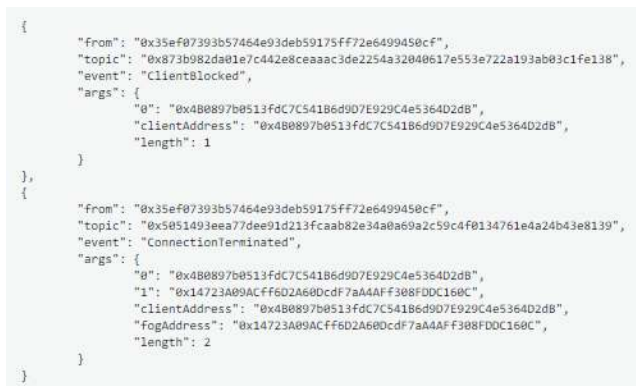 {
"from": "0x35ef07393b57464e93deb59175ff72e6499450cf",
"topic": "0x873b982da01e7c442e8ceaaac3de2254a32040617e553e722a193ab03c1fe138",
"event": "ClientBlocked",
"args": {
"0": "0x4B0897b0513fdC7C541B6d9D7E929C4e5364D2dB",
"clientAddress": "0x4B0897b0513fdC7C541B6d9D7E929C4e5364D2dB",
"length": 1
}
},
{
"from": "0x35ef07393b57464e93deb59175ff72e6499450cf",
"topic": "0x5051493eea77dee91d213fcaab82e34a0a69a2c59c4f0134761e4a24b43e8139",
"event": "ConnectionTerminated",
"args": {
"0": "0x4B0897b0513fdC7C541B6d9D7E929C4e5364D2dB",
"1": "0x14723A09ACff6D2A60DcdF7aA4AFf308FDDC160C",
"clientAddress": "0x4B0897b0513fdC7C541B6d9D7E929C4e5364D2dB",
"fogAddress": "0x14723A09ACff6D2A60DcdF7aA4AFf308FDDC160C",
"length": 2
}
}